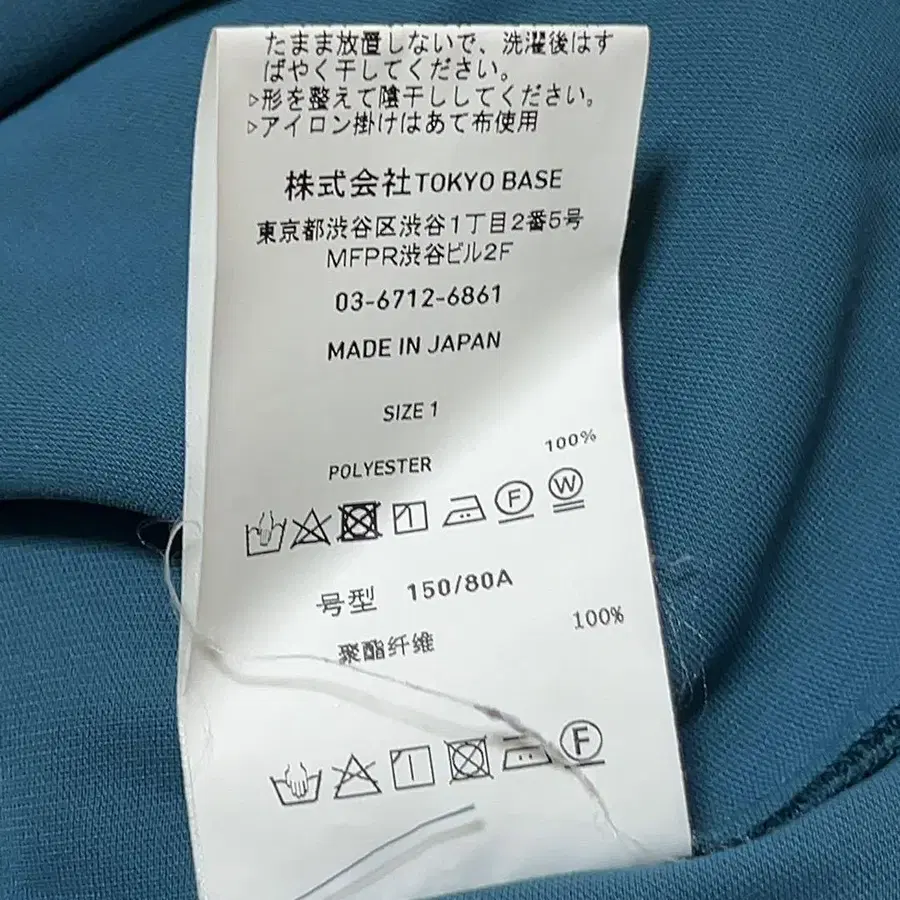 たまま放置しないで、洗濯後はす
ばやく干してください。
▷形を整えて陰干ししてください。
▷アイロン掛けはあて布使用
株式会社TOKYO BASE
東京都渋谷区渋谷1丁目2番5号
MFPR渋谷ビル2F
03-6712-6861
MADE IN JAPAN
SIZE 1
POLYESTER 100%
F W
号型 150/80A
聚酯纤维 100%
F